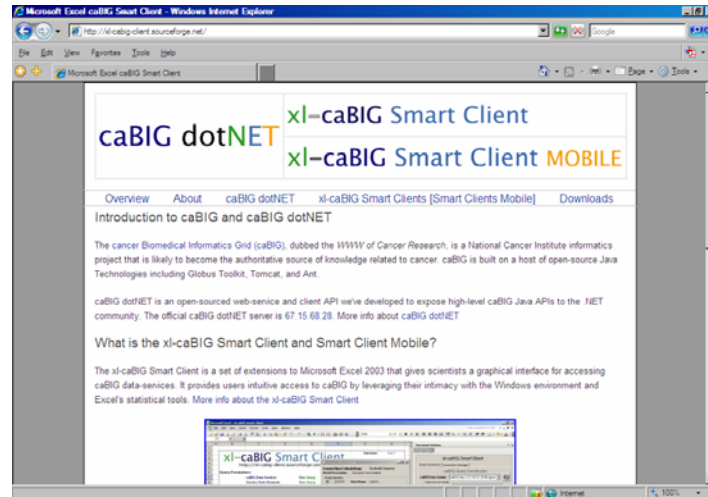 Microsoft Excel caBIG Smart Client - Windows Internet Explorer
http://xl-cabig-client.sourceforge.net/
Google
File Edit View Favorites Tools Help
Microsoft Excel caBIG Smart Client
Page Tools
caBIG dotNET
xl-caBIG Smart Client
xl-caBIG Smart Client MOBILE
Overview About caBIG dotNET xl-caBIG Smart Clients [Smart Clients Mobile] Downloads
Introduction to caBIG and caBIG dotNET
The cancer Biomedical Informatics Grid (caBIG), dubbed the WWW of Cancer Research, is a National Cancer Institute informatics
project that is likely to become the authoritative source of knowledge related to cancer. caBIG is built on a host of open-source Java
Technologies including Globus Toolkit, Tomcat, and Ant.
caBIG dotNET is an open-sourced web-service and client API we've developed to expose high-level caBIG Java APIs to the .NET
community. The official caBIG dotNET server is 67.15.68.28. More info about caBIG dotNET
What is the xl-caBIG Smart Client and Smart Client Mobile?
The xl-caBIG Smart Client is a set of extensions to Microsoft Excel 2003 that gives scientists a graphical interface for accessing
caBIG data-services. It provides users intuitive access to caBIG by leveraging their intimacy with the Windows environment and
Excel's statistical tools. More info about the xl-caBIG Smart Client
xl-caBIG Smart Client
Internet 100%